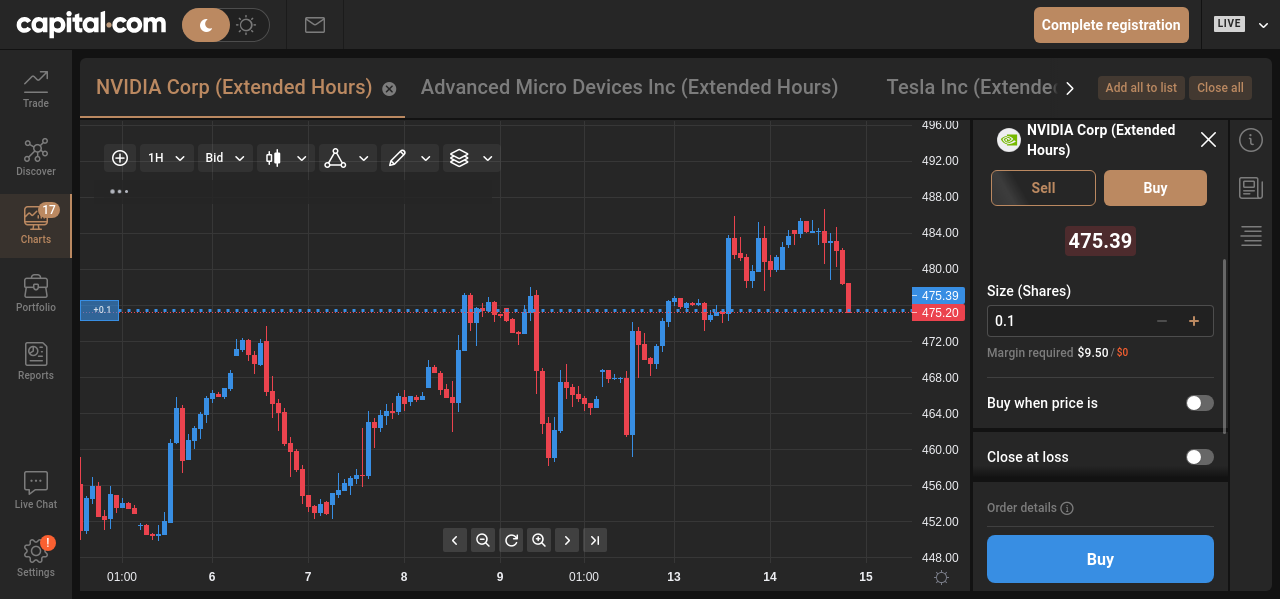 capital.com
Complete registration
LIVE
Trade
Discover
17
Charts
Portfolio
Reports
Live Chat
!
Settings
NVIDIA Corp (Extended Hours)
Advanced Micro Devices Inc (Extended Hours)
Tesla Inc (Extende
Add all to list
Close all
1H
Bid
+0.1
496.00
492.00
488.00
484.00
480.00
475.39
475.20
472.00
468.00
464.00
460.00
456.00
452.00
448.00
01:00
6
7
8
9
01:00
13
14
15
NVIDIA Corp (Extended
Hours)
Sell
Buy
475.39
Size (Shares)
0.1
Margin required $9.50 / $0
Buy when price is
Close at loss
Order details
Buy